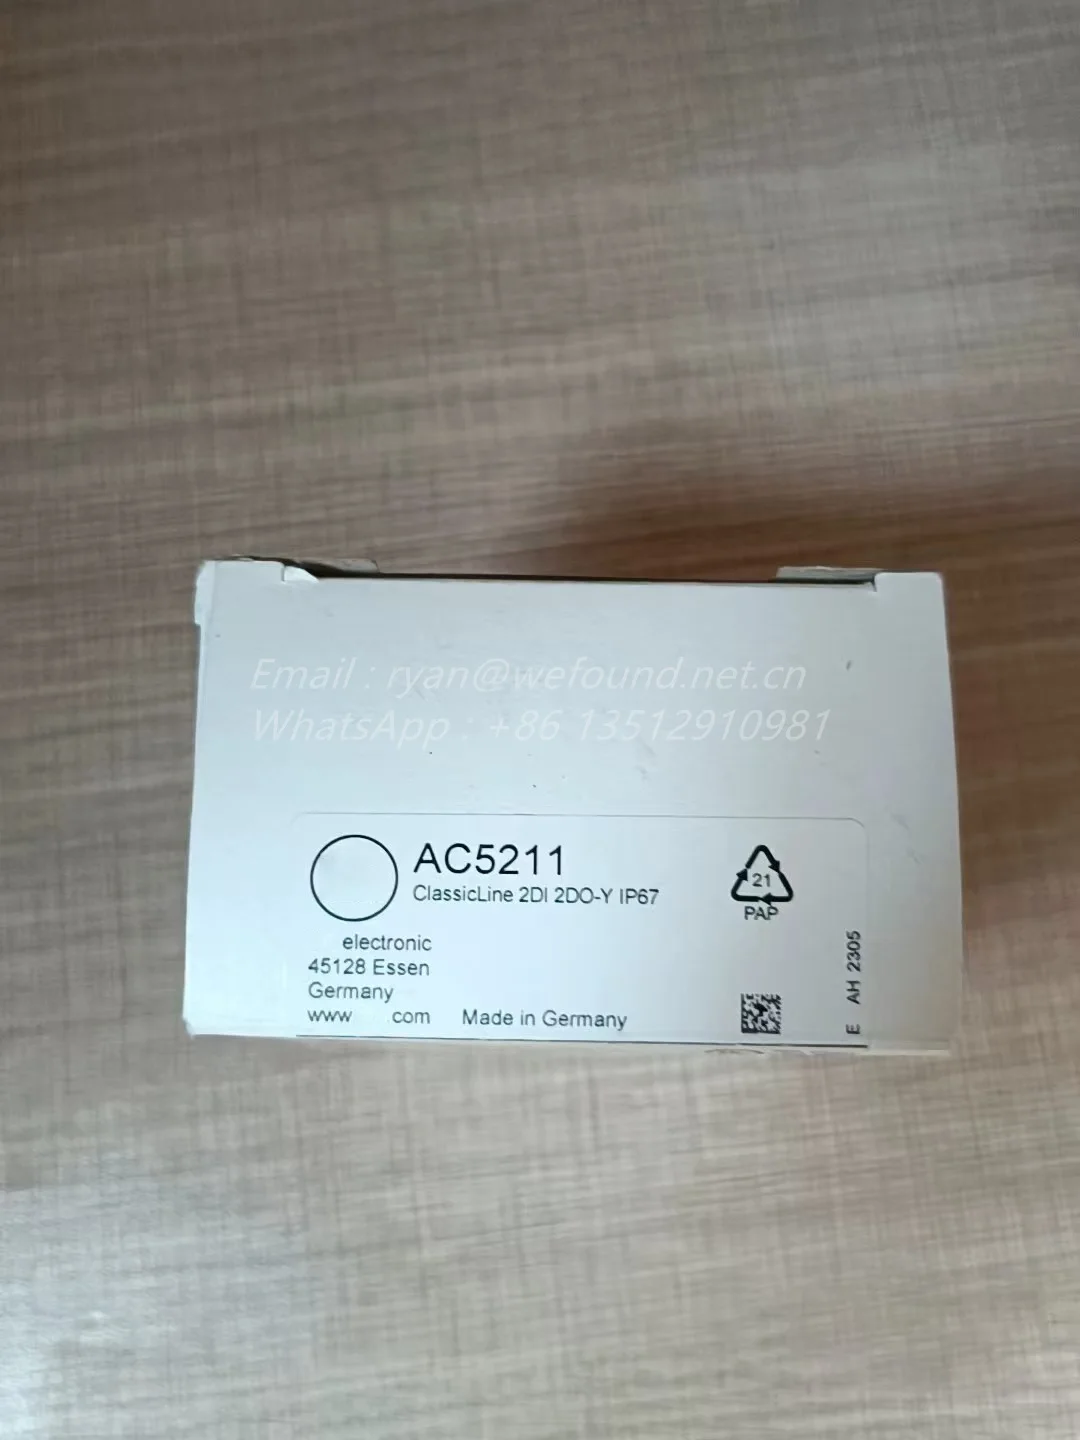 Email : ryan@wefound.net.cn
WhatsApp : +86 13512910981
AC5211
ClassicLine 2DI 2DO-Y IP67
21
PAP
electronic
45128 Essen
Germany
www com
Made in Germany
E AH 2305